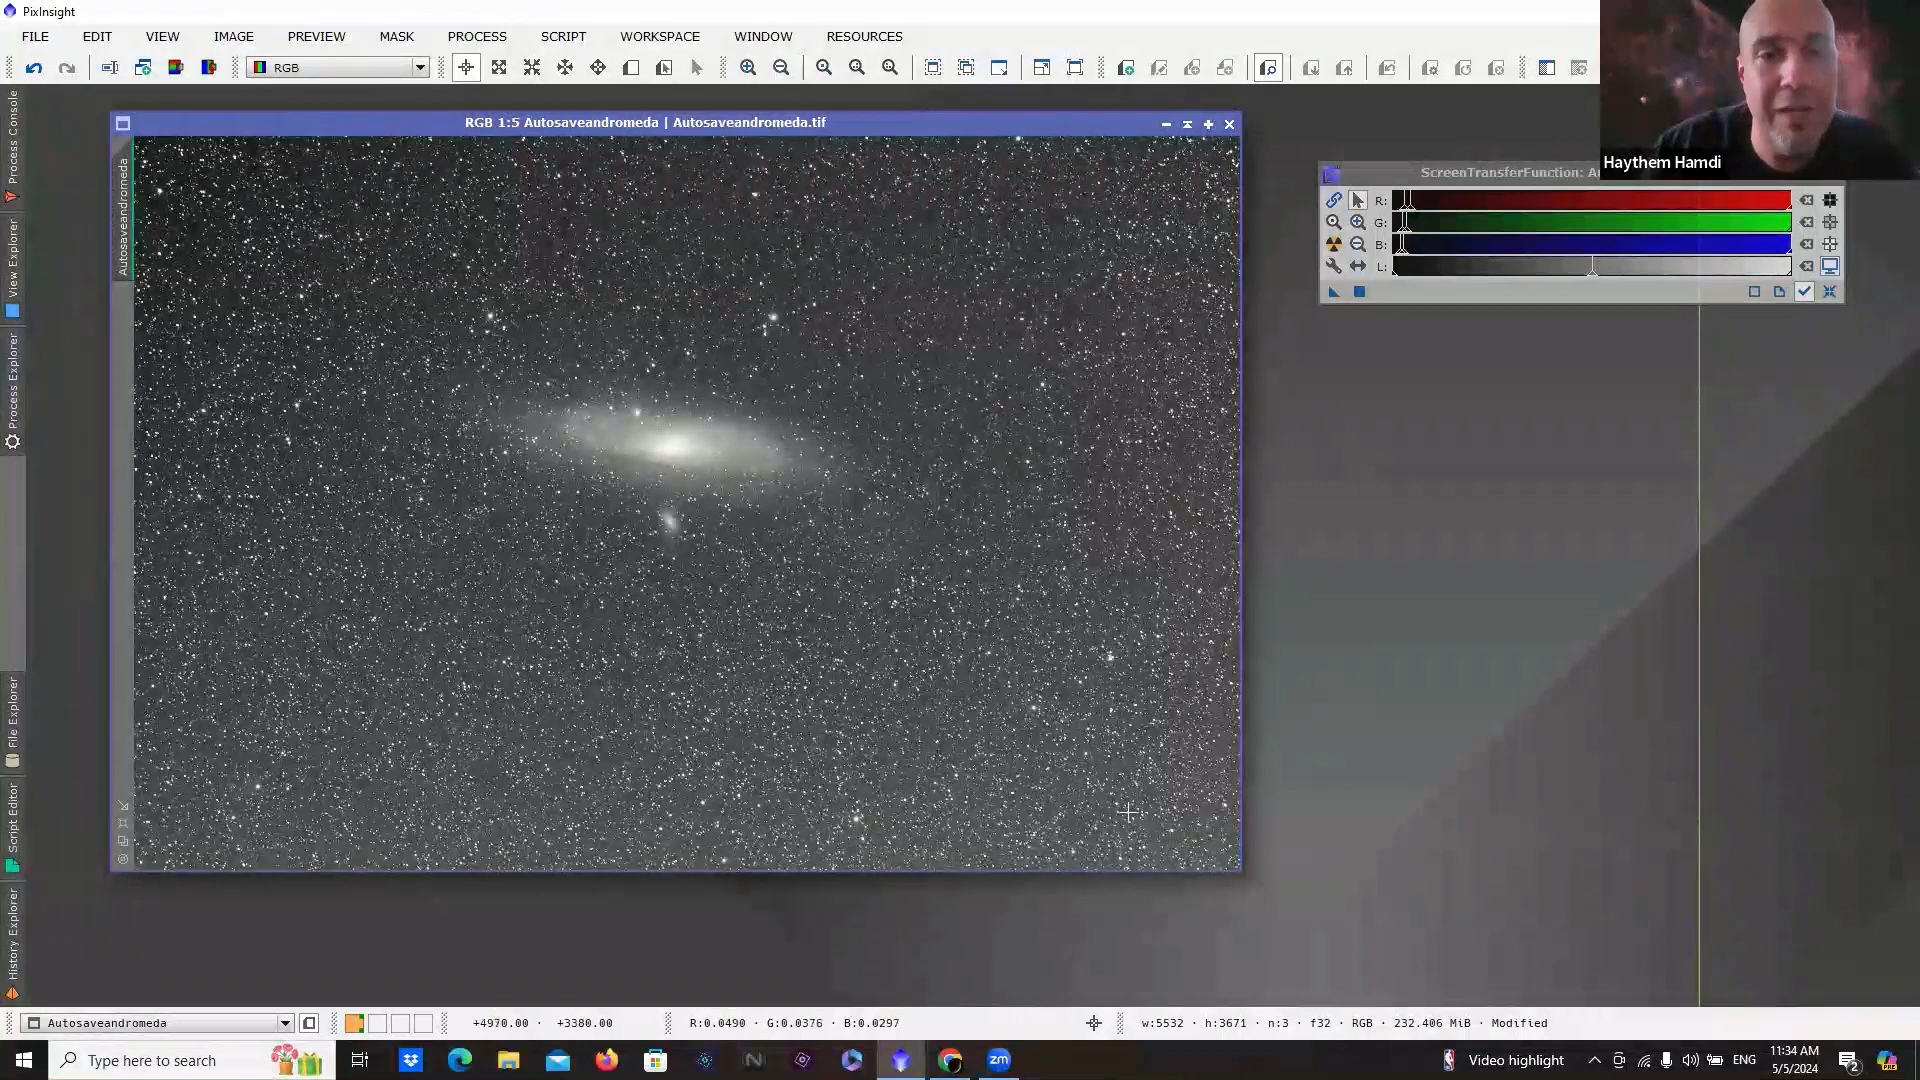 PixInsight
FILE EDIT VIEW IMAGE PREVIEW MASK PROCESS SCRIPT WORKSPACE WINDOW RESOURCES
RGB
RGB 1:5 Autosaveandromeda | Autosaveandromeda.tif
Autosaveandromeda
Process Console
View Explorer
Process Explorer
File Explorer
Script Editor
History Explorer
Haythem Hamdi
ScreenTransferFunction:
R:
G:
B:
L:
Autosaveandromeda
+4970.00 · +3380.00
R:0.0490 · G:0.0376 · B:0.0297
w:5532 · h:3671 · n:3 · f32 · RGB · 232.406 MiB · Modified
Type here to search
zm
Video highlight
ENG
11:34 AM
5/5/2024
2
PRE